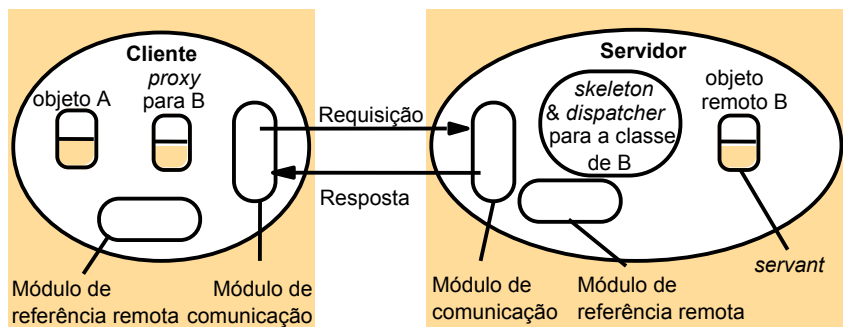 Cliente
objeto A
proxy
para B
Requisição
Resposta
Módulo de
referência remota
Módulo de
comunicação
Servidor
skeleton
& dispatcher
para a classe
de B
objeto
remoto B
servant
Módulo de
comunicação
Módulo de
referência remota